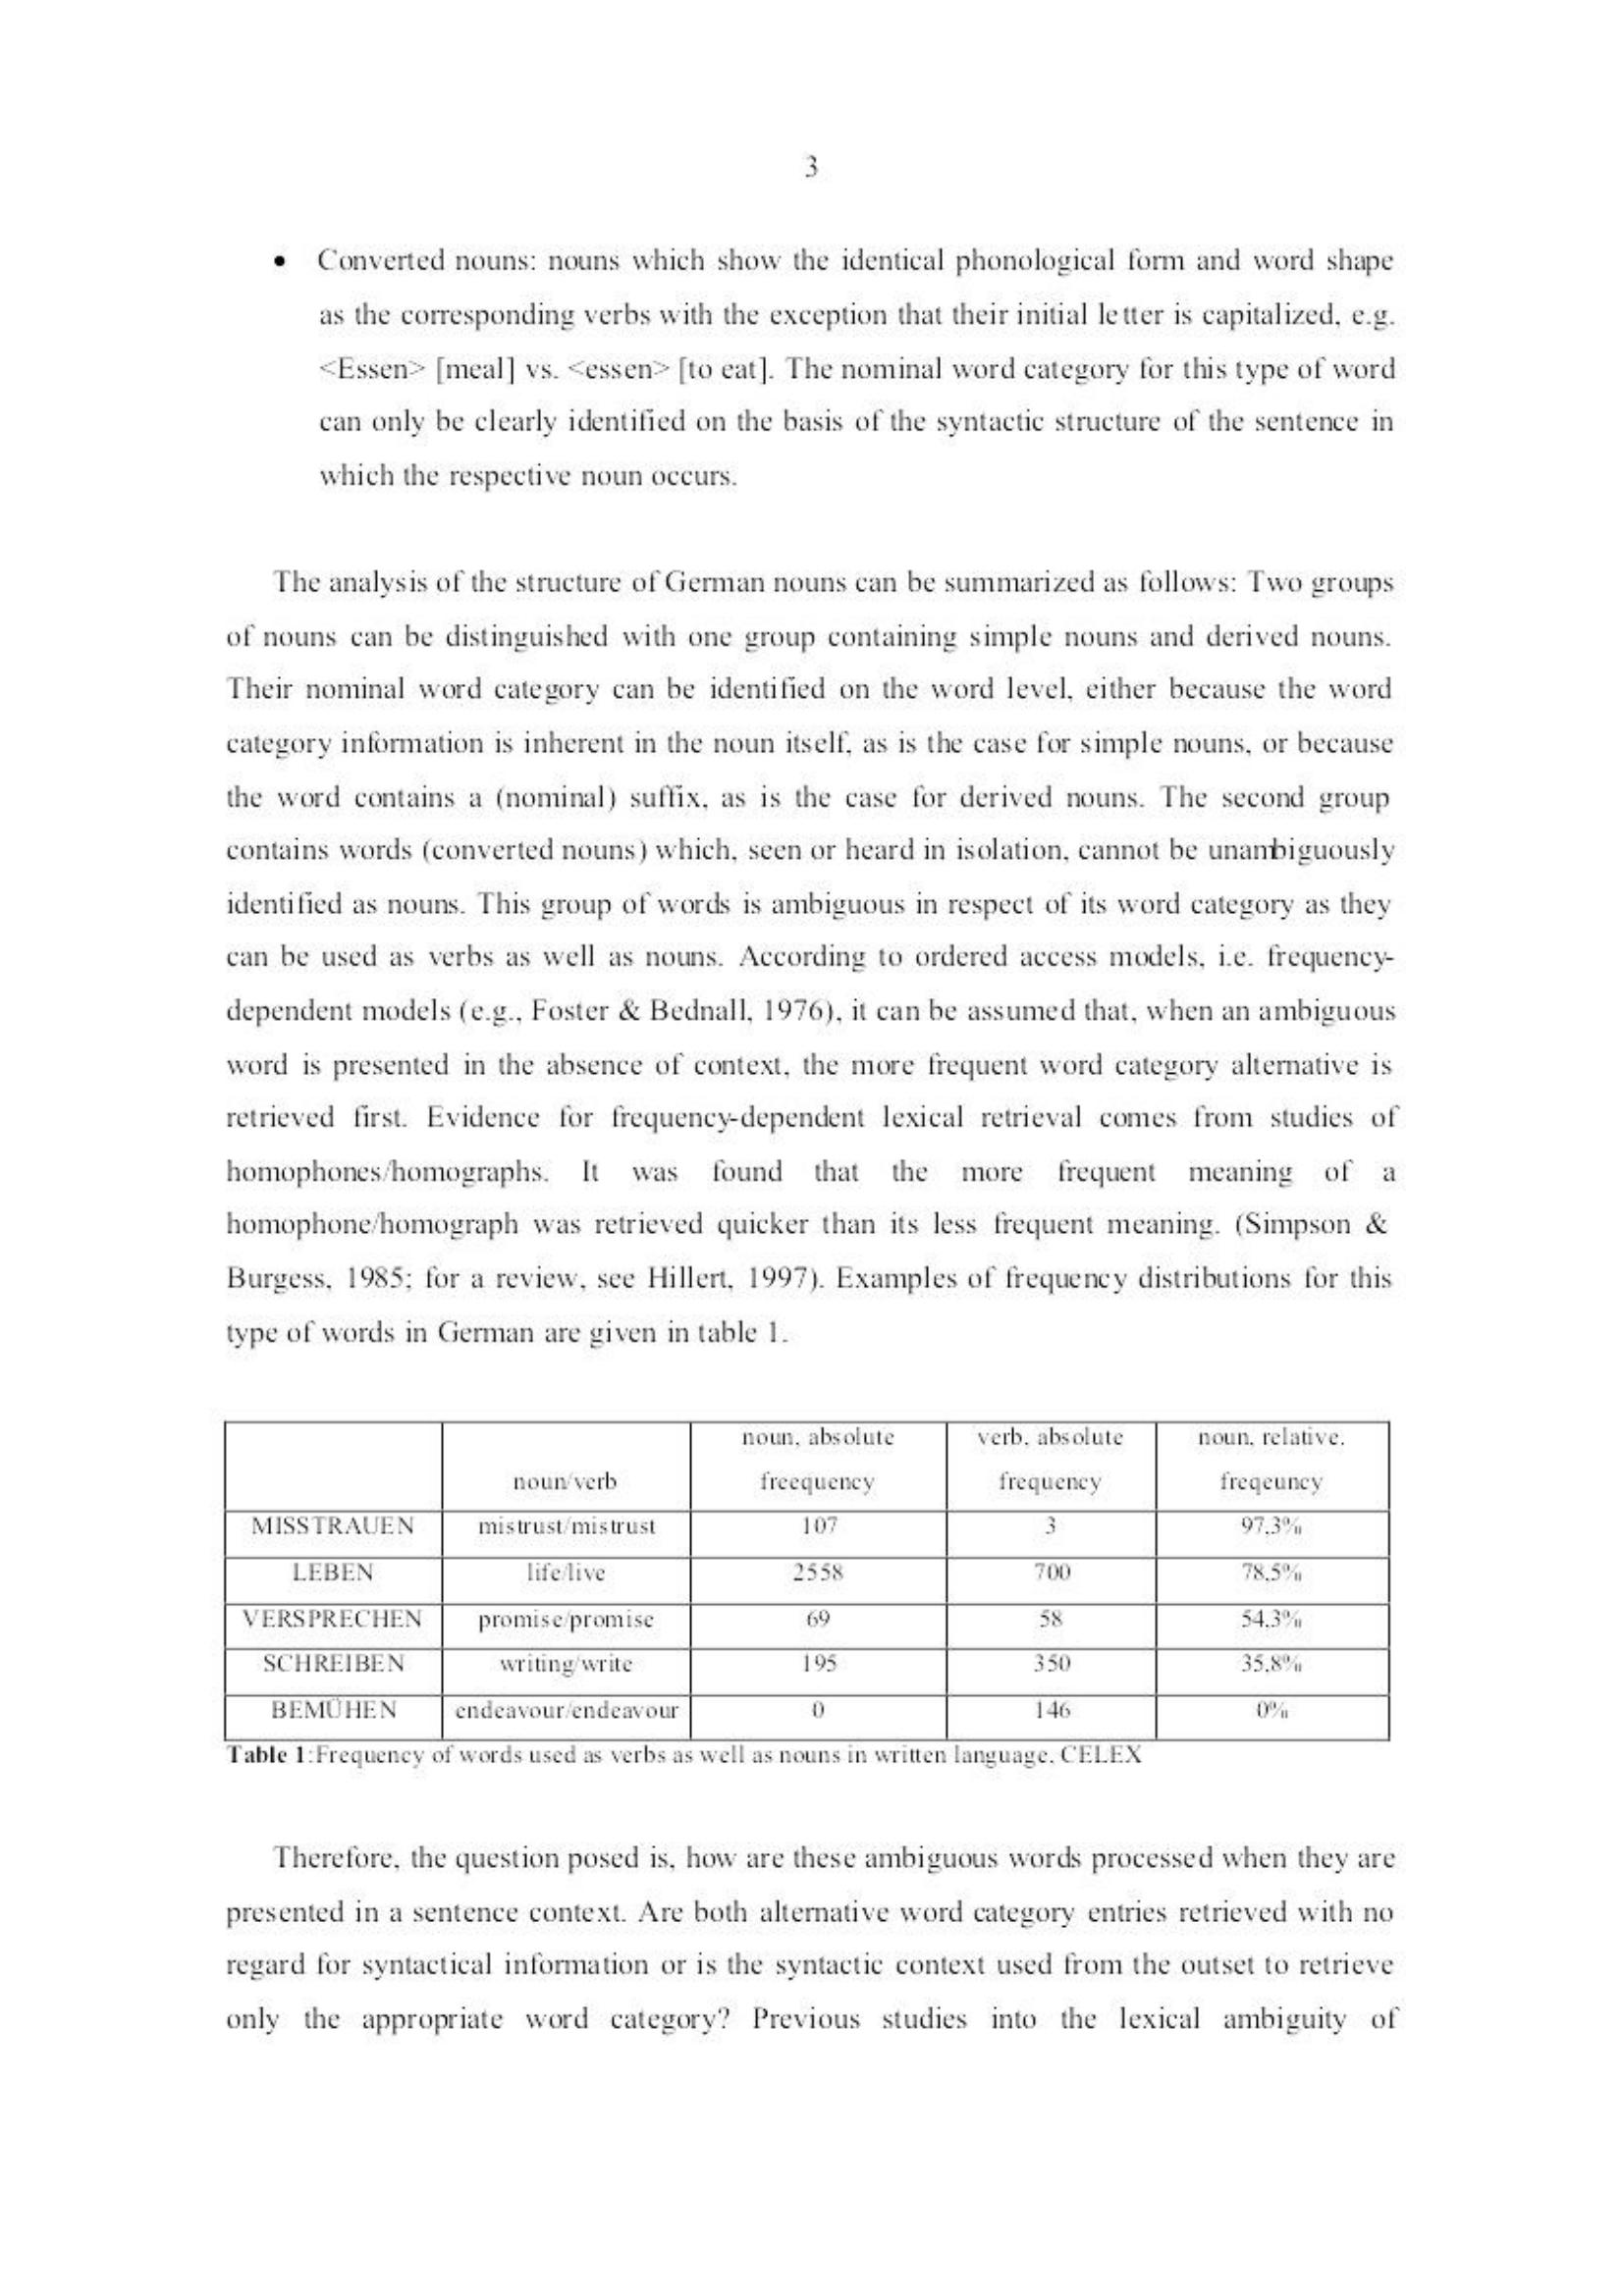 3
• Converted nouns: nouns which show the identical phonological form and word shape
as the corresponding verbs with the exception that their initial letter is capitalized, e.g.
<Essen> [meal] vs. <essen> [to eat]. The nominal word category for this type of word
can only be clearly identified on the basis of the syntactic structure of the sentence in
which the respective noun occurs.
The analysis of the structure of German nouns can be summarized as follows: Two groups
of nouns can be distinguished with one group containing simple nouns and derived nouns.
Their nominal word category can be identified on the word level, either because the word
category information is inherent in the noun itself, as is the case for simple nouns, or because
the word contains a (nominal) suffix, as is the case for derived nouns. The second group
contains words (converted nouns) which, seen or heard in isolation, cannot be unambiguously
identified as nouns. This group of words is ambiguous in respect of its word category as they
can be used as verbs as well as nouns. According to ordered access models, i.e. frequency-
dependent models (e.g., Foster & Bednall, 1976), it can be assumed that, when an ambiguous
word is presented in the absence of context, the more frequent word category alternative is
retrieved first. Evidence for frequency-dependent lexical retrieval comes from studies of
homophones/homographs. It was found that the more frequent meaning of a
homophone/homograph was retrieved quicker than its less frequent meaning. (Simpson &
Burgess, 1985; for a review, see Hillert, 1997). Examples of frequency distributions for this
type of words in German are given in table 1.
noun, absolute verb, absolute noun, relative,
noun/verb freequency frequency freqeuncy
MISSTRAUEN mistrust/mistrust 107 3 97,3%
LEBEN life/live 2558 700 78,5%
VERSPRECHEN promise/promise 69 58 54,3%
SCHREIBEN writing/write 195 350 35,8%
BEMÜHEN endeavour/endeavour 0 146 0%
Table 1:Frequency of words used as verbs as well as nouns in written language, CELEX
Therefore, the question posed is, how are these ambiguous words processed when they are
presented in a sentence context. Are both alternative word category entries retrieved with no
regard for syntactical information or is the syntactic context used from the outset to retrieve
only the appropriate word category? Previous studies into the lexical ambiguity of